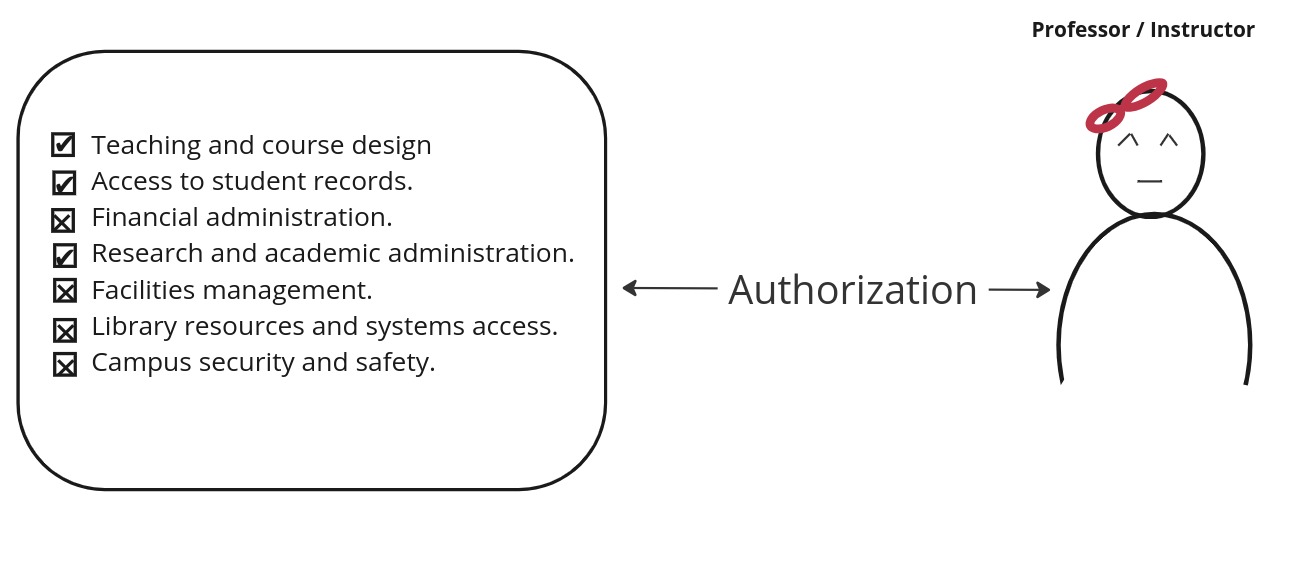 Professor / Instructor
Teaching and course design
Access to student records.
Financial administration.
Research and academic administration.
Facilities management.
Library resources and systems access.
Campus security and safety.
Authorization